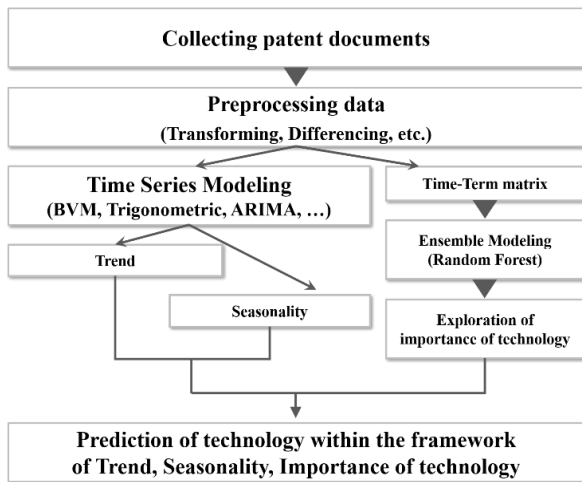 Collecting patent documents
Preprocessing data
(Transforming, Differencing, etc.)
Time Series Modeling
(BVM, Trigonometric, ARIMA, ...)
Trend
Seasonality
Time-Term matrix
Ensemble Modeling
(Random Forest)
Exploration of
importance of technology
Prediction of technology within the framework
of Trend, Seasonality, Importance of technology